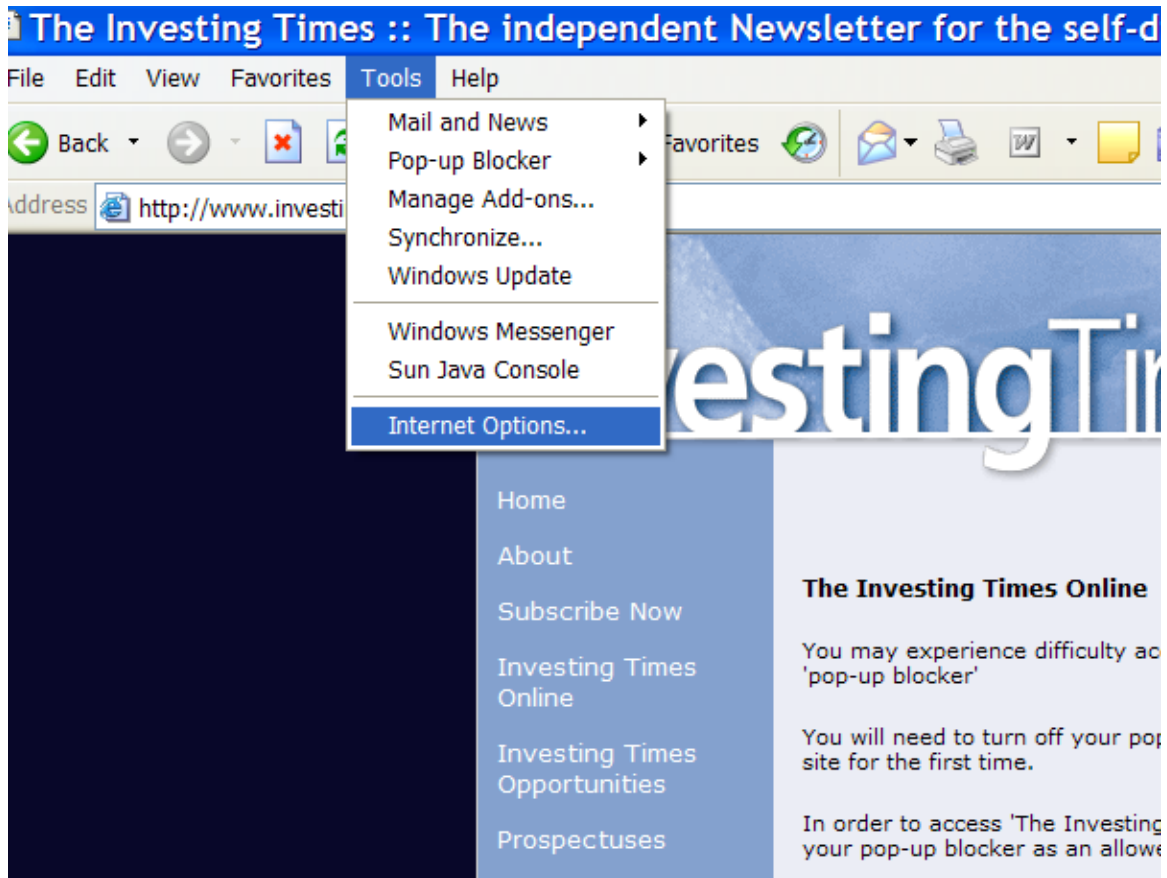 The Investing Times :: The independent Newsletter for the self-d
File Edit View Favorites Tools Help
Mail and News
Pop-up Blocker
Manage Add-ons...
Synchronize...
Windows Update
Windows Messenger
Sun Java Console
Internet Options...
Back Favorites
Address http://www.investi
estingTi
Home
About
Subscribe Now
Investing Times
Online
Investing Times
Opportunities
Prospectuses
The Investing Times Online
You may experience difficulty acc
'pop-up blocker'
You will need to turn off your pop
site for the first time.
In order to access 'The Investing
your pop-up blocker as an allowe